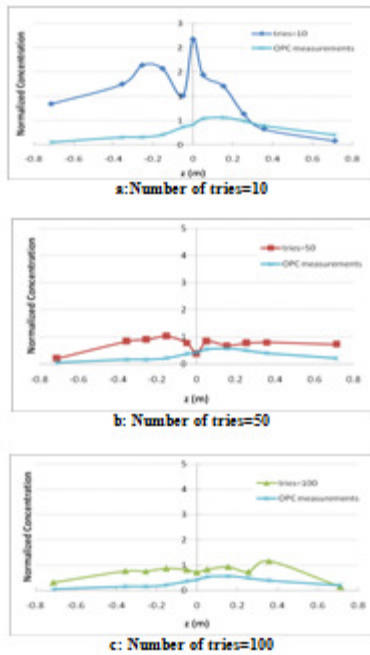 Normalized Concentration
3
2
2
1
1
0
tries=10
OPC measurements
-0.8 -0.6 -0.4 -0.2 0 0.2 0.4 0.6 0.8
z (m)
a:Number of tries=10
Normalized Concentration
5
4
3
2
1
0
tries=50
OPC measurements
-0.8 -0.6 -0.4 -0.2 0 0.2 0.4 0.6 0.8
z (m)
b: Number of tries=50
Normalized Concentration
5
4
3
2
1
0
tries=100
OPC measurements
-0.8 -0.6 -0.4 -0.2 0 0.2 0.4 0.6 0.8
z (m)
c: Number of tries=100